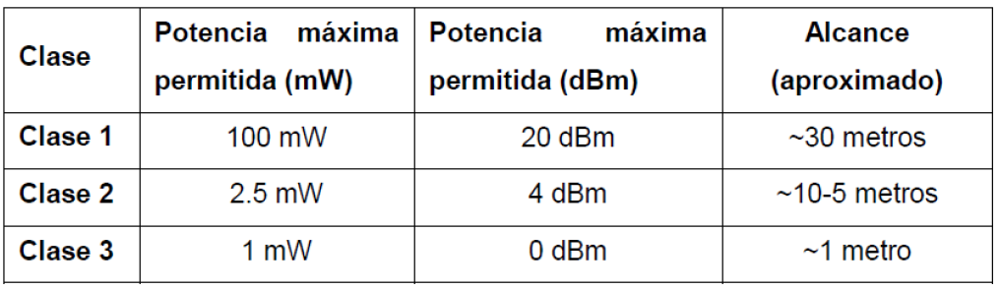 Clase
Potencia máxima
permitida (mW)
Potencia máxima
permitida (dBm)
Alcance
(aproximado)
Clase 1
100 mW
20 dBm
~30 metros
Clase 2
2.5 mW
4 dBm
~10-5 metros
Clase 3
1 mW
0 dBm
~1 metro